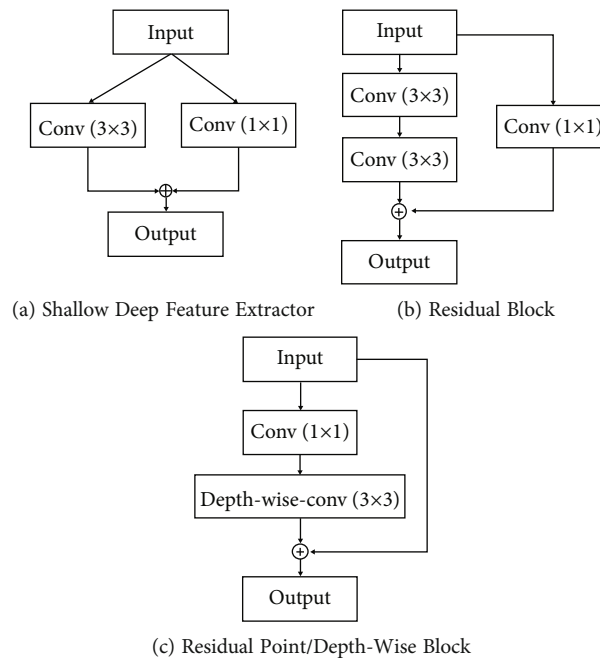 Input
Conv (3×3)
Conv (1×1)
Output
(a) Shallow Deep Feature Extractor
Input
Conv (3×3)
Conv (3×3)
Conv (1×1)
Output
(b) Residual Block
Input
Conv (1×1)
Depth-wise-conv (3×3)
Output
(c) Residual Point/Depth-Wise Block